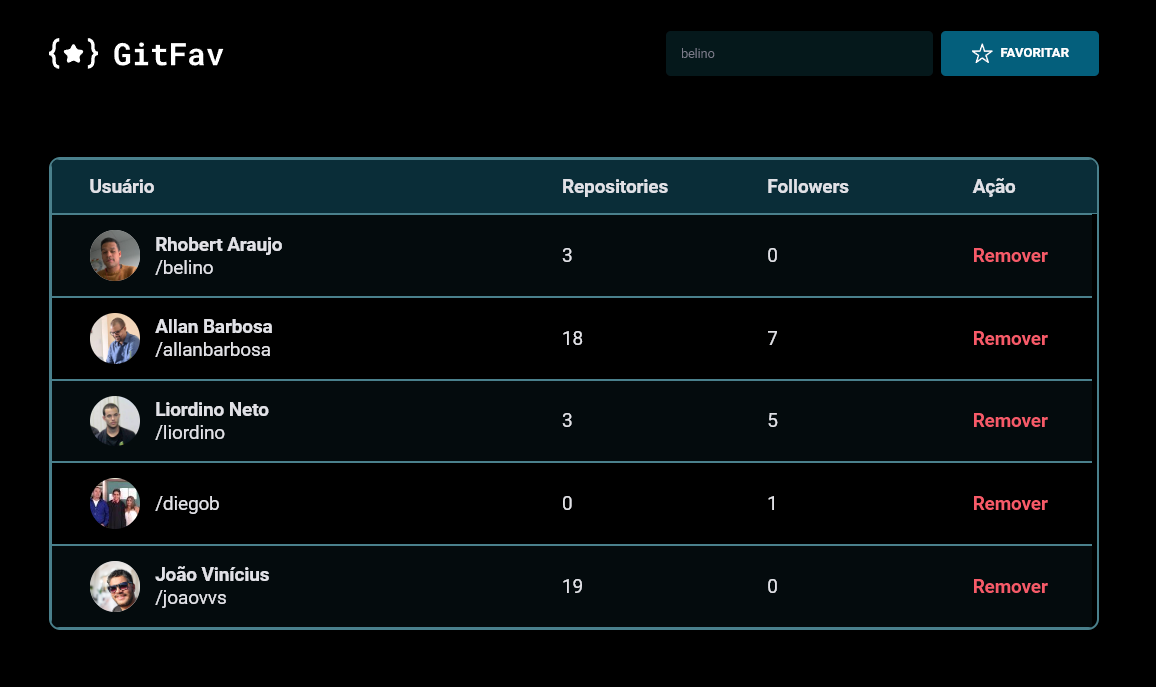 {★} GitFav
belino
FAVORITAR
Usuário Repositories Followers Ação
Rhobert Araujo
/belino
3 0 Remover
Allan Barbosa
/allanbarbosa
18 7 Remover
Liordino Neto
/liordino
3 5 Remover
/diegob 0 1 Remover
João Vinícius
/joaovvs
19 0 Remover